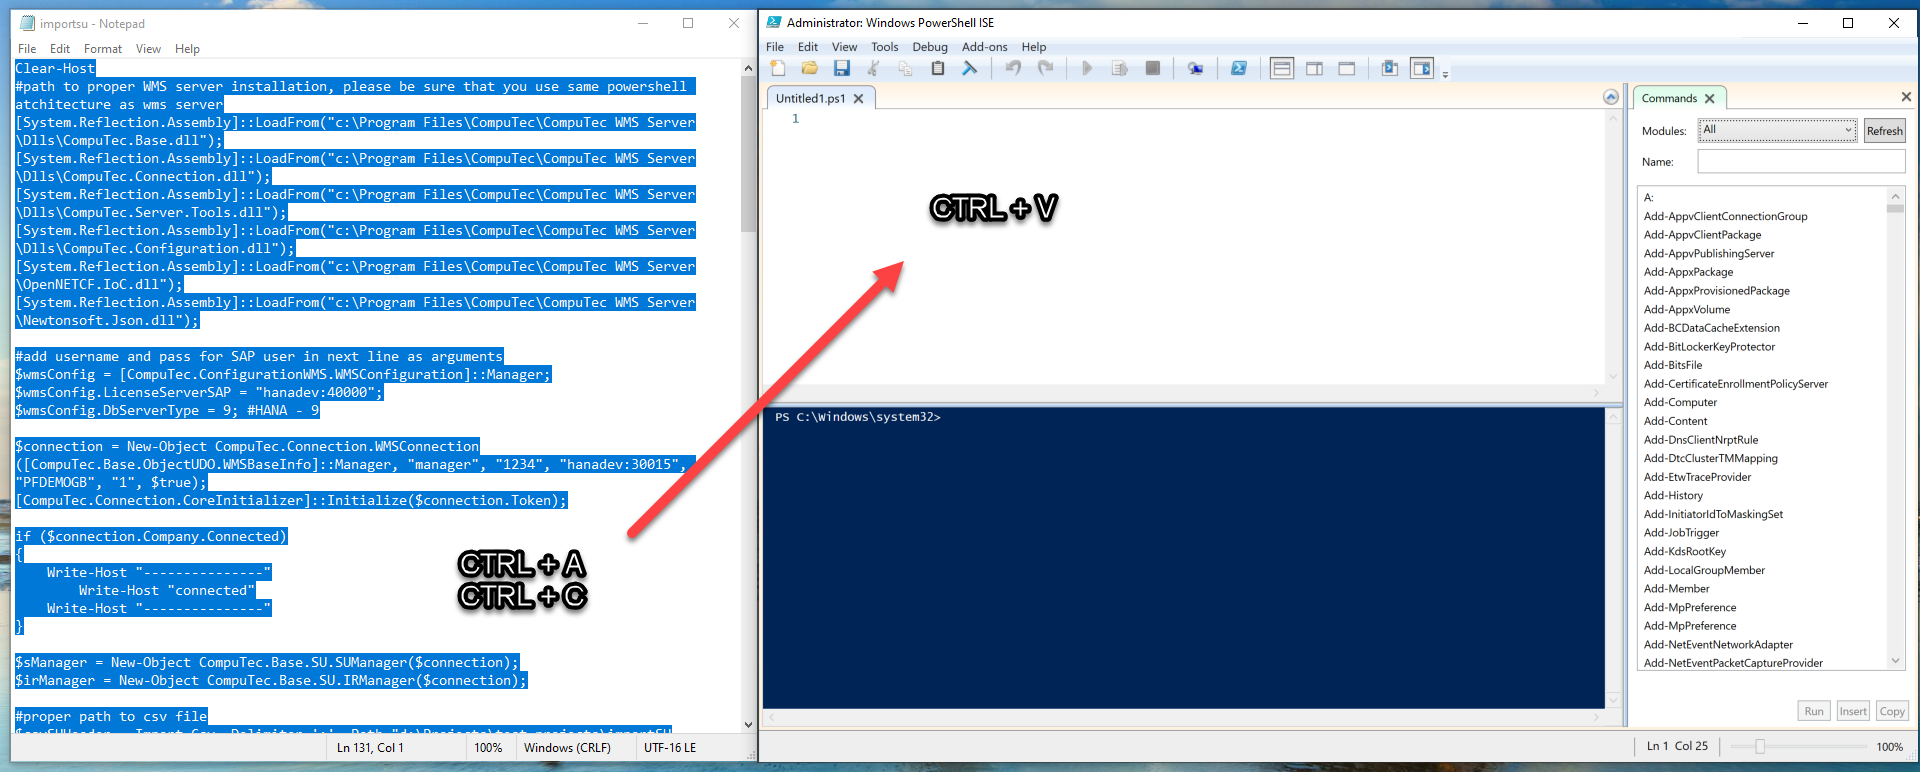 importsu - Notepad
File Edit Format View Help
Clear-Host
#path to proper WMS server installation, please be sure that you use same powershell
atchitecture as wms server
[System.Reflection.Assembly]::LoadFrom("c:\Program Files\CompuTec\CompuTec WMS Server
\Dlls\CompuTec.Base.dll");
[System.Reflection.Assembly]::LoadFrom("c:\Program Files\CompuTec\CompuTec WMS Server
\Dlls\CompuTec.Connection.dll");
[System.Reflection.Assembly]::LoadFrom("c:\Program Files\CompuTec\CompuTec WMS Server
\Dlls\CompuTec.Server.Tools.dll");
[System.Reflection.Assembly]::LoadFrom("c:\Program Files\CompuTec\CompuTec WMS Server
\Dlls\CompuTec.Configuration.dll");
[System.Reflection.Assembly]::LoadFrom("c:\Program Files\CompuTec\CompuTec WMS Server
\OpenNETCF.IoC.dll");
[System.Reflection.Assembly]::LoadFrom("c:\Program Files\CompuTec\CompuTec WMS Server
\Newtonsoft.Json.dll");
#add username and pass for SAP user in next line as arguments
$wmsConfig = [CompuTec.ConfigurationWMS.WMSConfiguration]::Manager;
$wmsConfig.LicenseServerSAP = "hanadev:40000";
$wmsConfig.DbServerType = 9; #HANA - 9
$connection = New-Object CompuTec.Connection.WMSConnection
([CompuTec.Base.ObjectUDO.WMSBaseInfo]::Manager, "manager", "1234", "hanadev:30015",
"PFDEMOGB", "1", $true);
[CompuTec.Connection.CoreInitializer]::Initialize($connection.Token);
if ($connection.Company.Connected)
{
Write-Host "---------------"
Write-Host "connected"
Write-Host "---------------"
}
$sManager = New-Object CompuTec.Base.SU.SUManager($connection);
$irManager = New-Object CompuTec.Base.SU.IRManager($connection);
#proper path to csv file
CTRL + A
CTRL + C
Ln 131, Col 1 100% Windows (CRLF) UTF-16 LE
Administrator: Windows PowerShell ISE
File Edit View Tools Debug Add-ons Help
Untitled1.ps1
1
CTRL + V
PS C:\Windows\system32>
Commands
Modules: All Refresh
Name:
A:
Add-AppvClientConnectionGroup
Add-AppvClientPackage
Add-AppvPublishingServer
Add-AppxPackage
Add-AppxProvisionedPackage
Add-AppxVolume
Add-BCDataCacheExtension
Add-BitLockerKeyProtector
Add-BitsFile
Add-CertificateEnrollmentPolicyServer
Add-Computer
Add-Content
Add-DnsClientNrptRule
Add-DtcClusterTMMapping
Add-EtwTraceProvider
Add-History
Add-InitiatorIdToMaskingSet
Add-JobTrigger
Add-KdsRootKey
Add-LocalGroupMember
Add-Member
Add-MpPreference
Add-MpPreference
Add-NetEventNetworkAdapter
Add-NetEventPacketCaptureProvider
Run Insert Copy
Ln 1 Col 25 100%